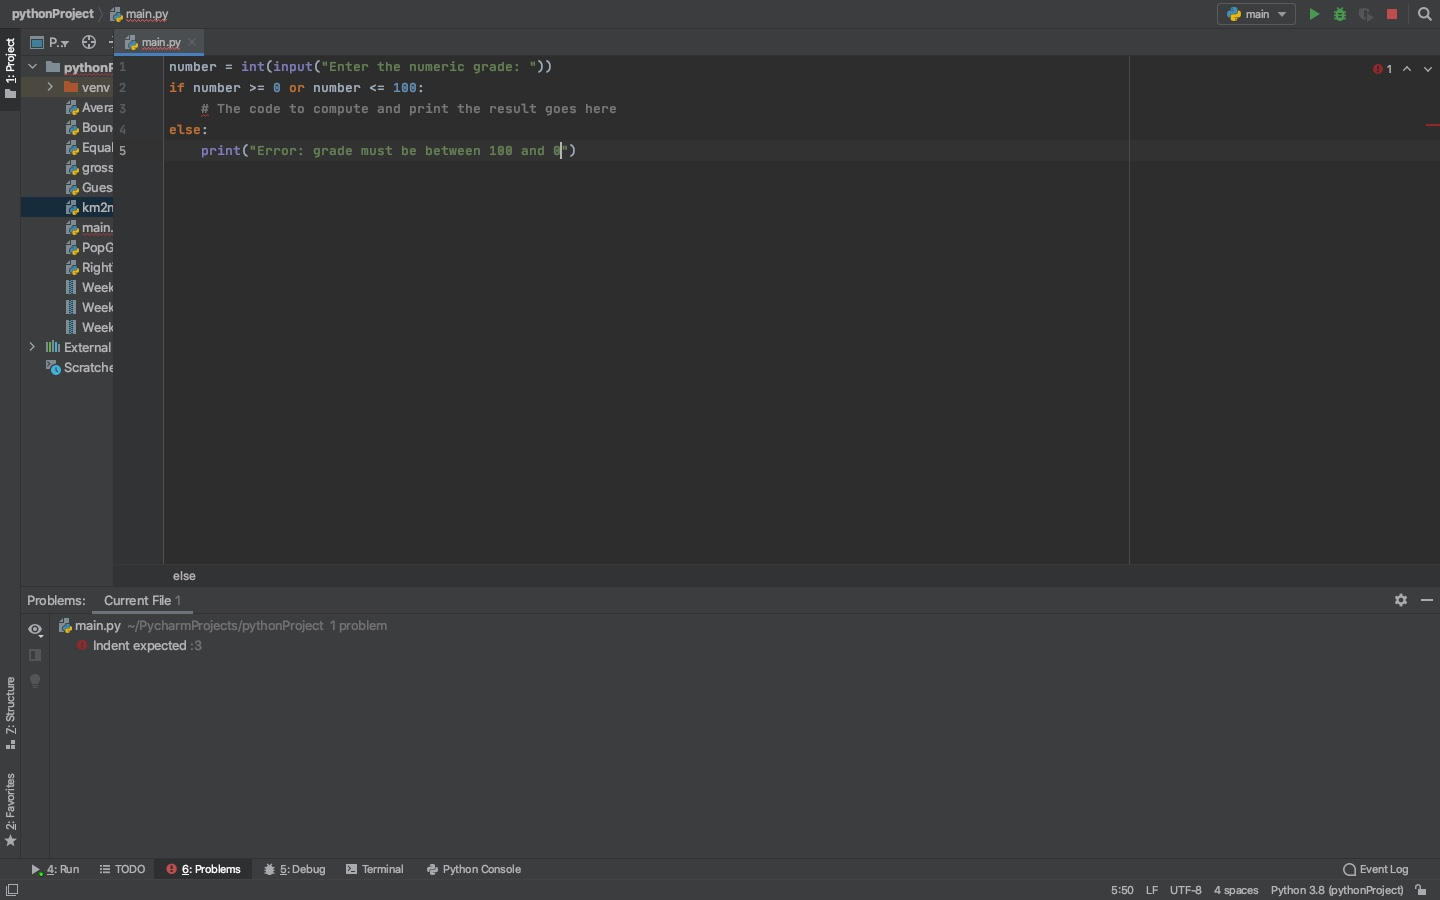 pythonProject main.py
main
1: Project
P..
main.py
pythonP
venv
Avera
Boun
Equal
gross
Gues
km2m
main.
PopG
Right
Week
Week
Week
External
Scratche
1 number = int(input("Enter the numeric grade: "))
2 if number >= 0 or number <= 100:
3 # The code to compute and print the result goes here
4 else:
5 print("Error: grade must be between 100 and 0")
1
else
Problems: Current File 1
main.py ~/PycharmProjects/pythonProject 1 problem
Indent expected :3
Z: Structure
2: Favorites
4: Run TODO 6: Problems 5: Debug Terminal Python Console Event Log
5:50 LF UTF-8 4 spaces Python 3.8 (pythonProject)